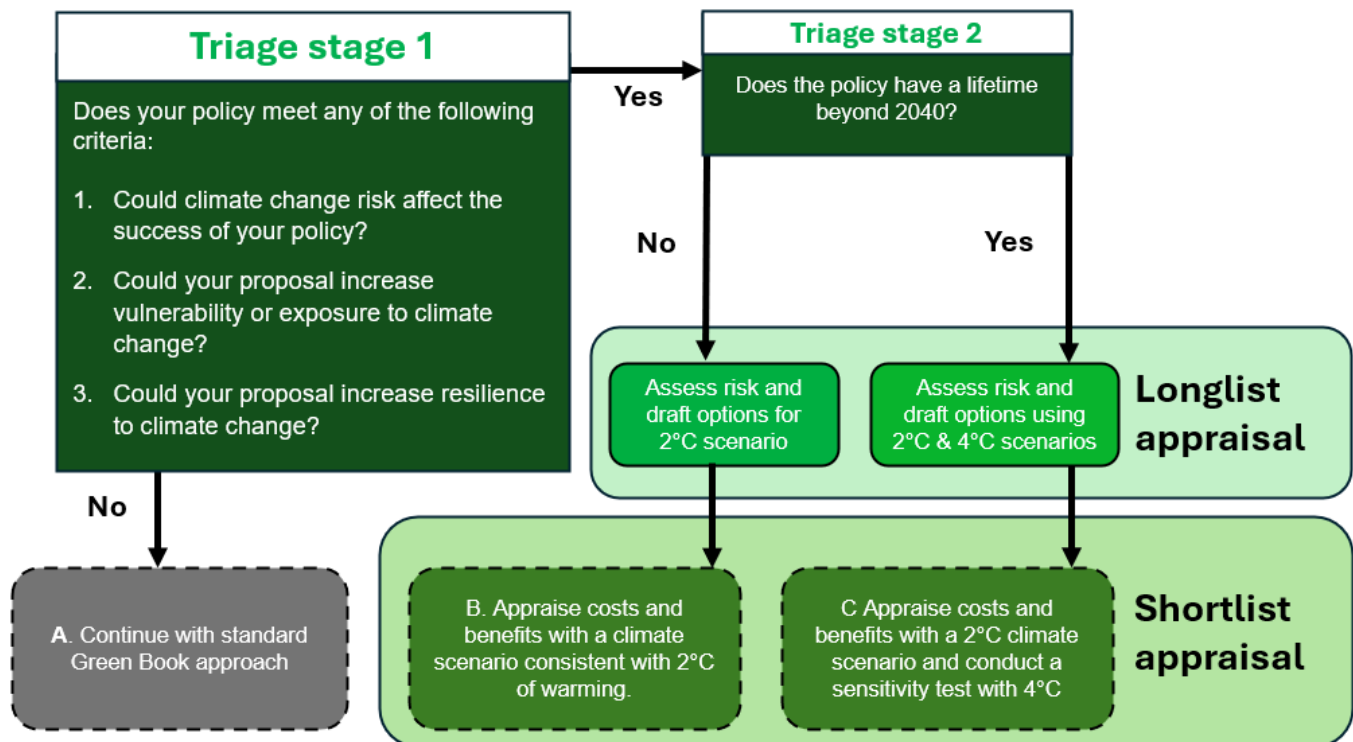 Triage stage 1
Does your policy meet any of the following
criteria:
1. Could climate change risk affect the
success of your policy?
2. Could your proposal increase
vulnerability or exposure to climate
change?
3. Could your proposal increase resilience
to climate change?
Yes
Triage stage 2
Does the policy have a lifetime
beyond 2040?
No
Yes
Assess risk and
draft options for
2°C scenario
Assess risk and
draft options using
2°C & 4°C scenarios
Longlist
appraisal
No
A. Continue with standard
Green Book approach
B. Appraise costs and
benefits with a climate
scenario consistent with 2°C
of warming.
C Appraise costs and
benefits with a 2°C climate
scenario and conduct a
sensitivity test with 4°C
Shortlist
appraisal